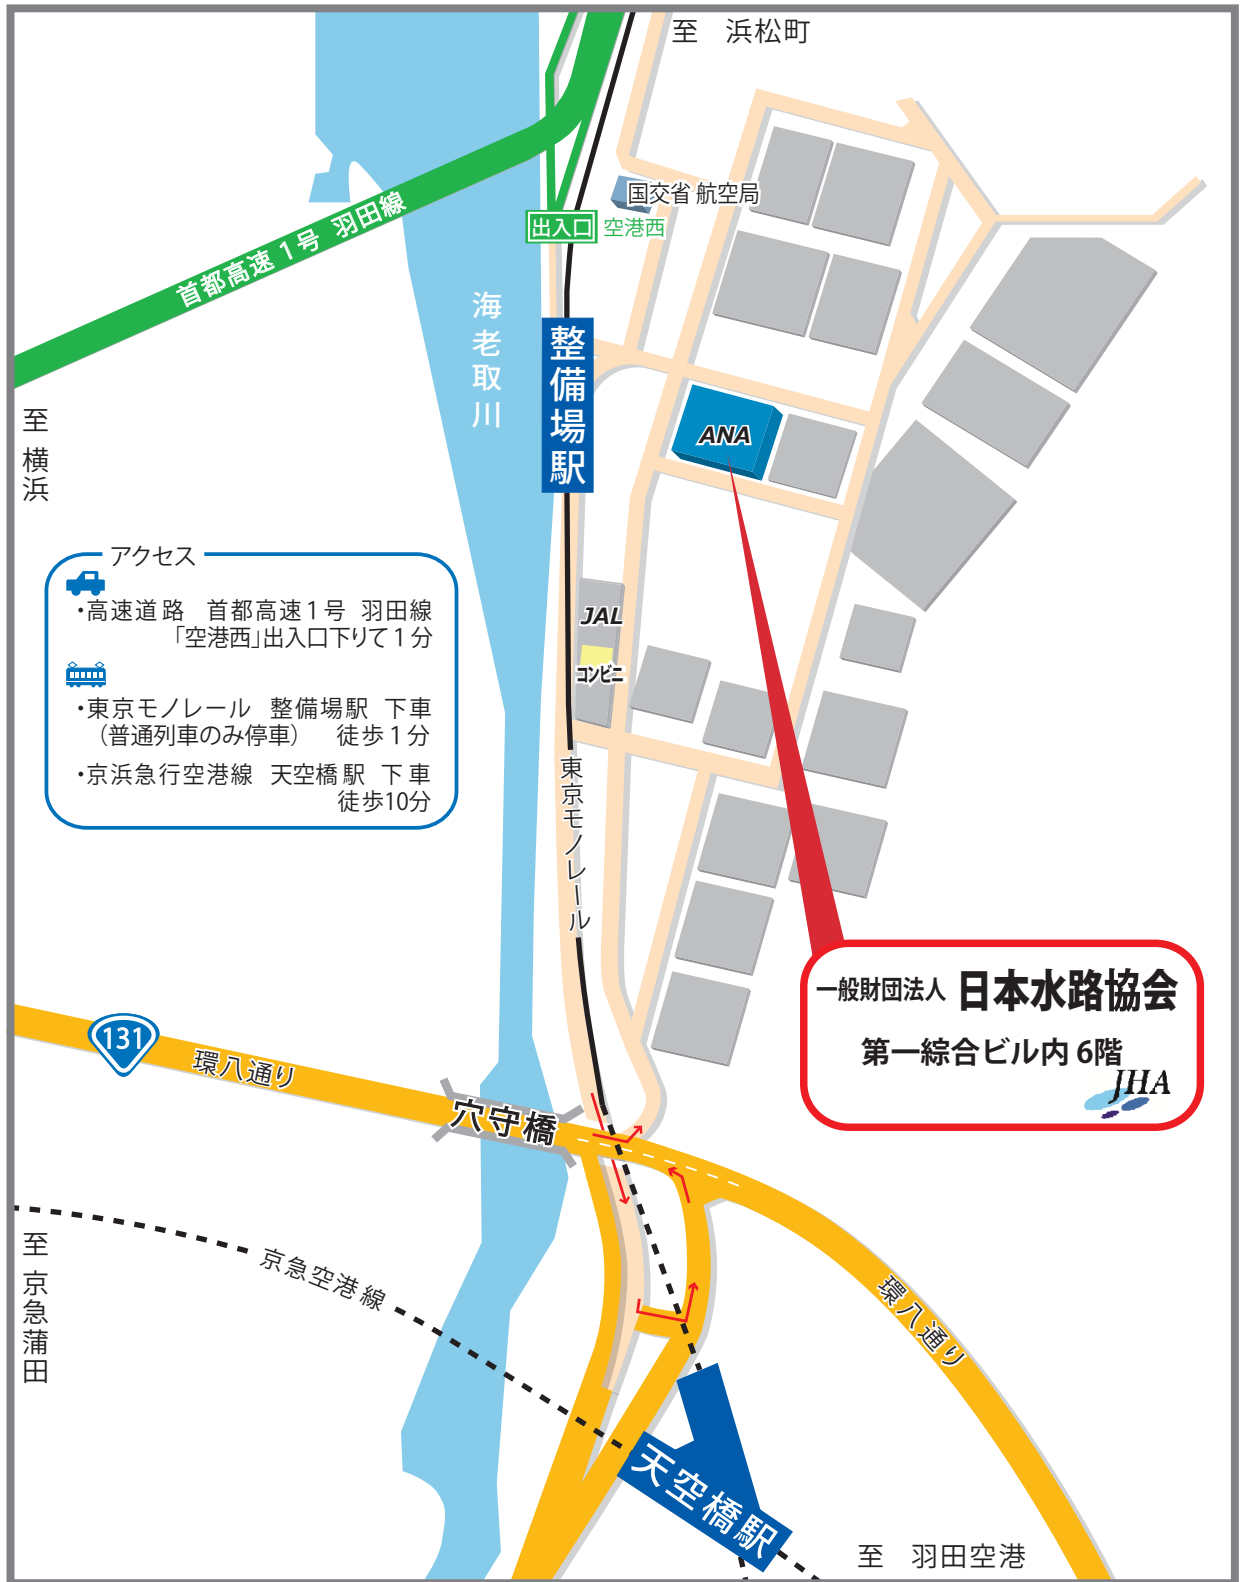 至　浜松町
国交省 航空局
出入口 空港西
首都高速 1号 羽田線
海老取川
整備場駅
至 横浜
ANA
アクセス
・高速道路　首都高速1号 羽田線
「空港西」出入口下りて1分
・東京モノレール　整備場駅 下車
（普通列車のみ停車）　徒歩1分
・京浜急行空港線　天空橋駅 下車
徒歩10分
JAL
コンビニ
東京モノレール
一般財団法人 日本水路協会
第一綜合ビル内 6階
JHA
131
環八通り
穴守橋
至 京急蒲田
京急空港線
環八通り
天空橋駅
至　羽田空港